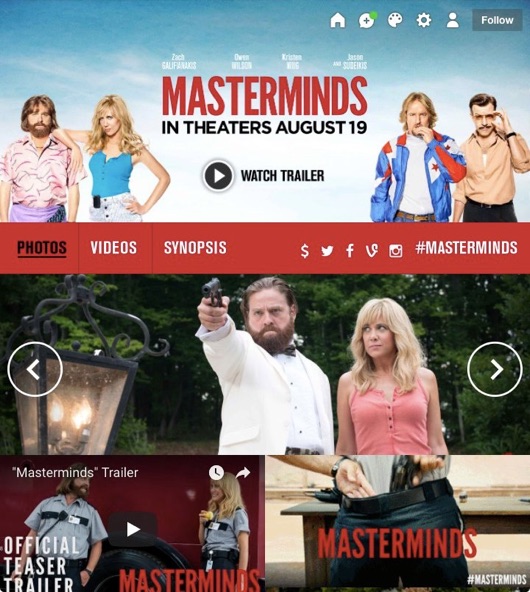 Follow
Zach
GALIFIANAKIS
Owen
WILSON
Kristen
WIIG
AND Jason
SUDEIKIS
MASTERMINDS
IN THEATERS AUGUST 19
WATCH TRAILER
PHOTOS
VIDEOS
SYNOPSIS
#MASTERMINDS
"Masterminds" Trailer
OFFICIAL
TEASER
TRAILER
MASTERMINDS
MASTERMINDS
#MASTERMINDS